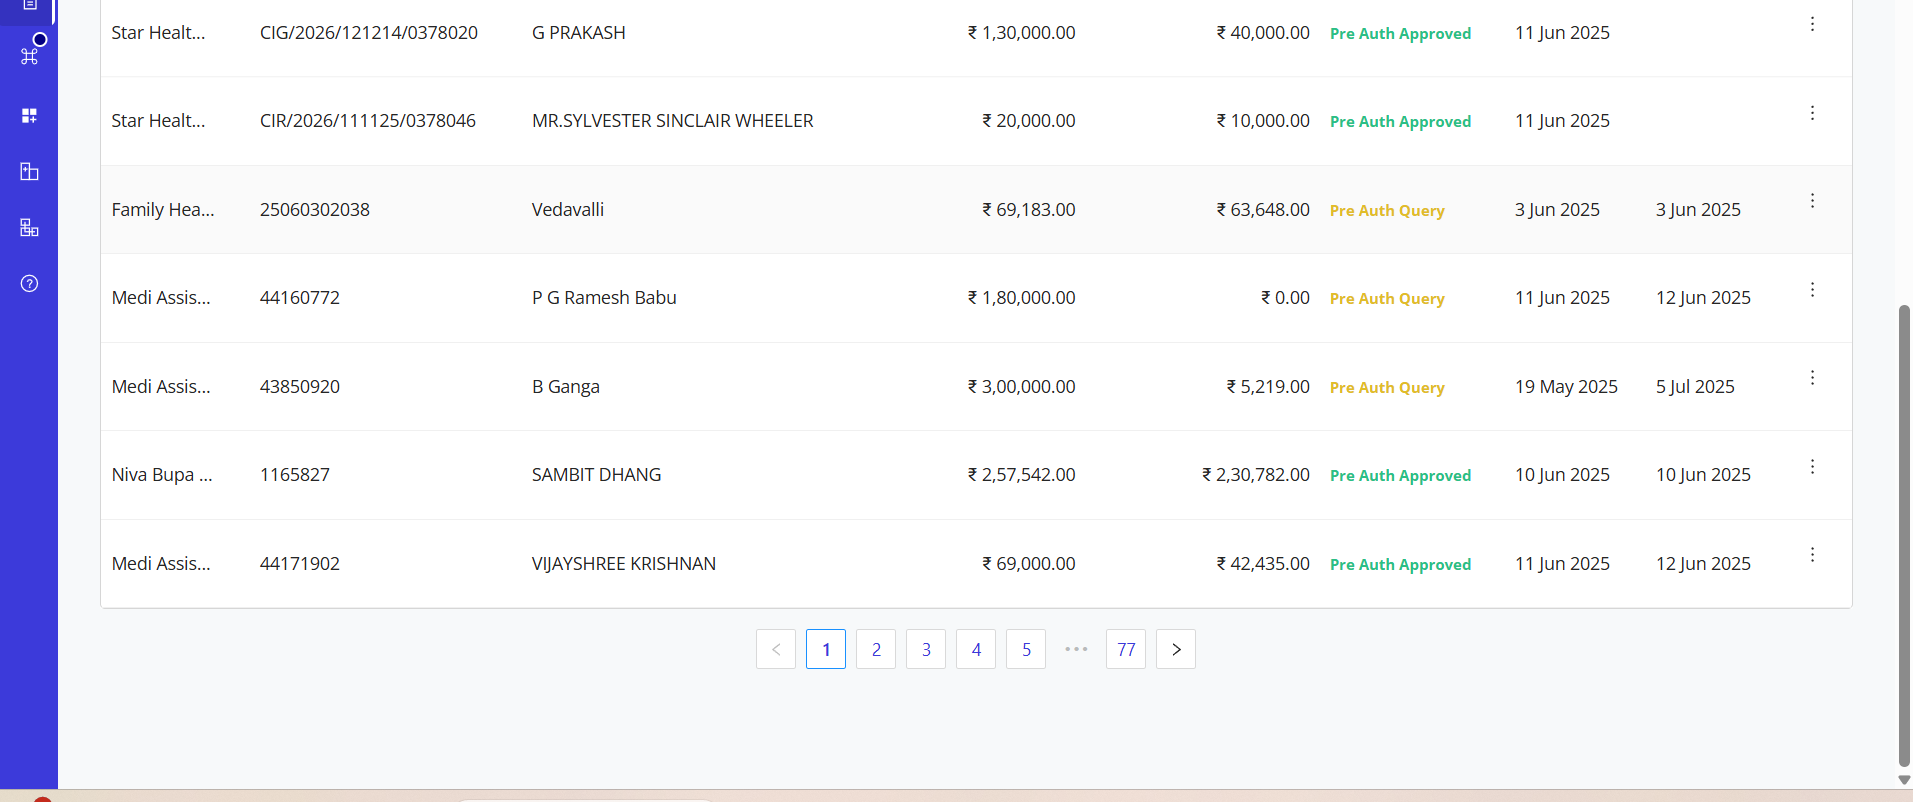 Star Healt... CIG/2026/121214/0378020 G PRAKASH ₹ 1,30,000.00 ₹ 40,000.00 Pre Auth Approved 11 Jun 2025
Star Healt... CIR/2026/111125/0378046 MR.SYLVESTER SINCLAIR WHEELER ₹ 20,000.00 ₹ 10,000.00 Pre Auth Approved 11 Jun 2025
Family Hea... 25060302038 Vedavalli ₹ 69,183.00 ₹ 63,648.00 Pre Auth Query 3 Jun 2025 3 Jun 2025
Medi Assis... 44160772 P G Ramesh Babu ₹ 1,80,000.00 ₹ 0.00 Pre Auth Query 11 Jun 2025 12 Jun 2025
Medi Assis... 43850920 B Ganga ₹ 3,00,000.00 ₹ 5,219.00 Pre Auth Query 19 May 2025 5 Jul 2025
Niva Bupa ... 1165827 SAMBIT DHANG ₹ 2,57,542.00 ₹ 2,30,782.00 Pre Auth Approved 10 Jun 2025 10 Jun 2025
Medi Assis... 44171902 VIJAYSHREE KRISHNAN ₹ 69,000.00 ₹ 42,435.00 Pre Auth Approved 11 Jun 2025 12 Jun 2025
< 1 2 3 4 5 ••• 77 >